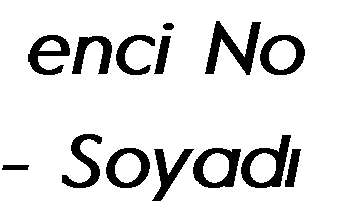 enci No
- Soyadı